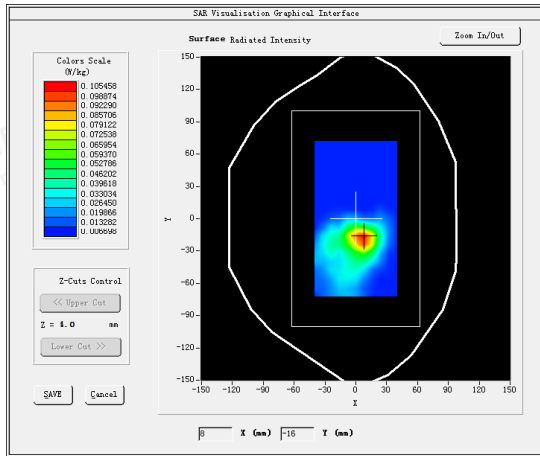 SAR Visualisation Graphical Interface
Surface Radiated Intensity
Zoom In/Out
Colors Scale
(W/kg)
0.105458
0.098874
0.092290
0.085706
0.079122
0.072538
0.065954
0.059370
0.052786
0.046202
0.039618
0.033034
0.026450
0.019866
0.013282
0.006698
Z-Cuts Control
<< Upper Cut
Z = 1.0 mm
Lower Cut >>
SAVE
Cancel
150
120
90
60
30
0
-30
-60
-90
-120
-150
Y
-150 -120 -90 -60 -30 0 30 60 90 120 150
X
8 X (mm) -16 Y (mm)